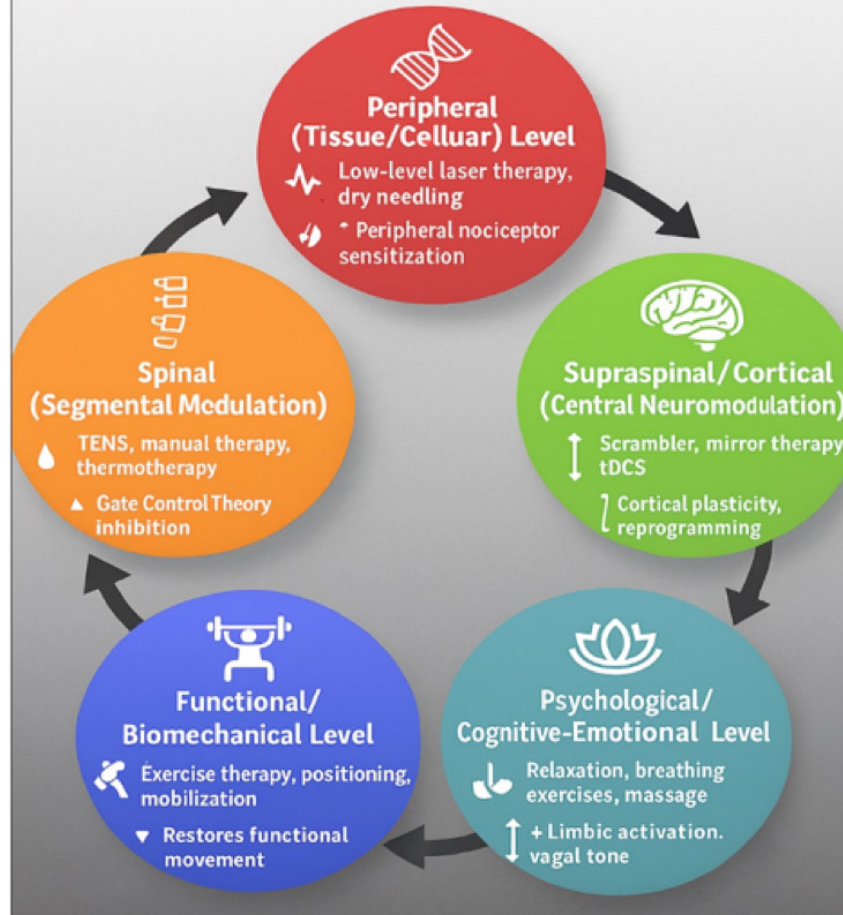 Peripheral
(Tissue/Celluar) Level
Low-level laser therapy,
dry needling
* Peripheral nociceptor
sensitization
Supraspinal/Cortical
(Central Neuromodulation)
Scrambler, mirror therapy
tDCS
Cortical plasticity,
reprogramming
Psychological/
Cognitive-Emotional Level
Relaxation, breathing
exercises, massage
+ Limbic activation.
vagal tone
Functional/
Biomechanical Level
Exercise therapy, positioning,
mobilization
Restores functional
movement
Spinal
(Segmental Modulation)
TENS, manual therapy,
thermotherapy
Gate Control Theory
inhibition